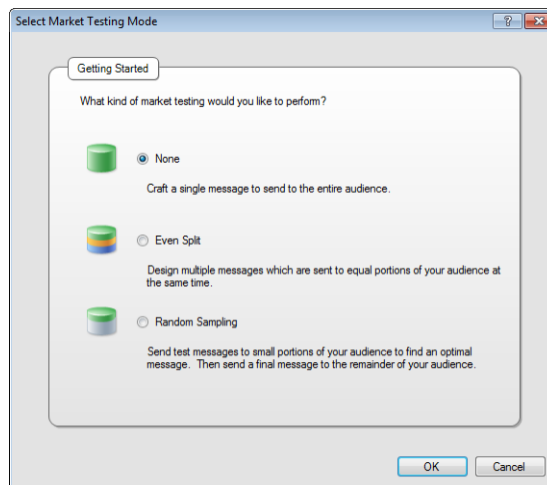 Select Market Testing Mode
?
Getting Started
What kind of market testing would you like to perform?
None
Craft a single message to send to the entire audience.
Even Split
Design multiple messages which are sent to equal portions of your audience at
the same time.
Random Sampling
Send test messages to small portions of your audience to find an optimal
message. Then send a final message to the remainder of your audience.
OK
Cancel